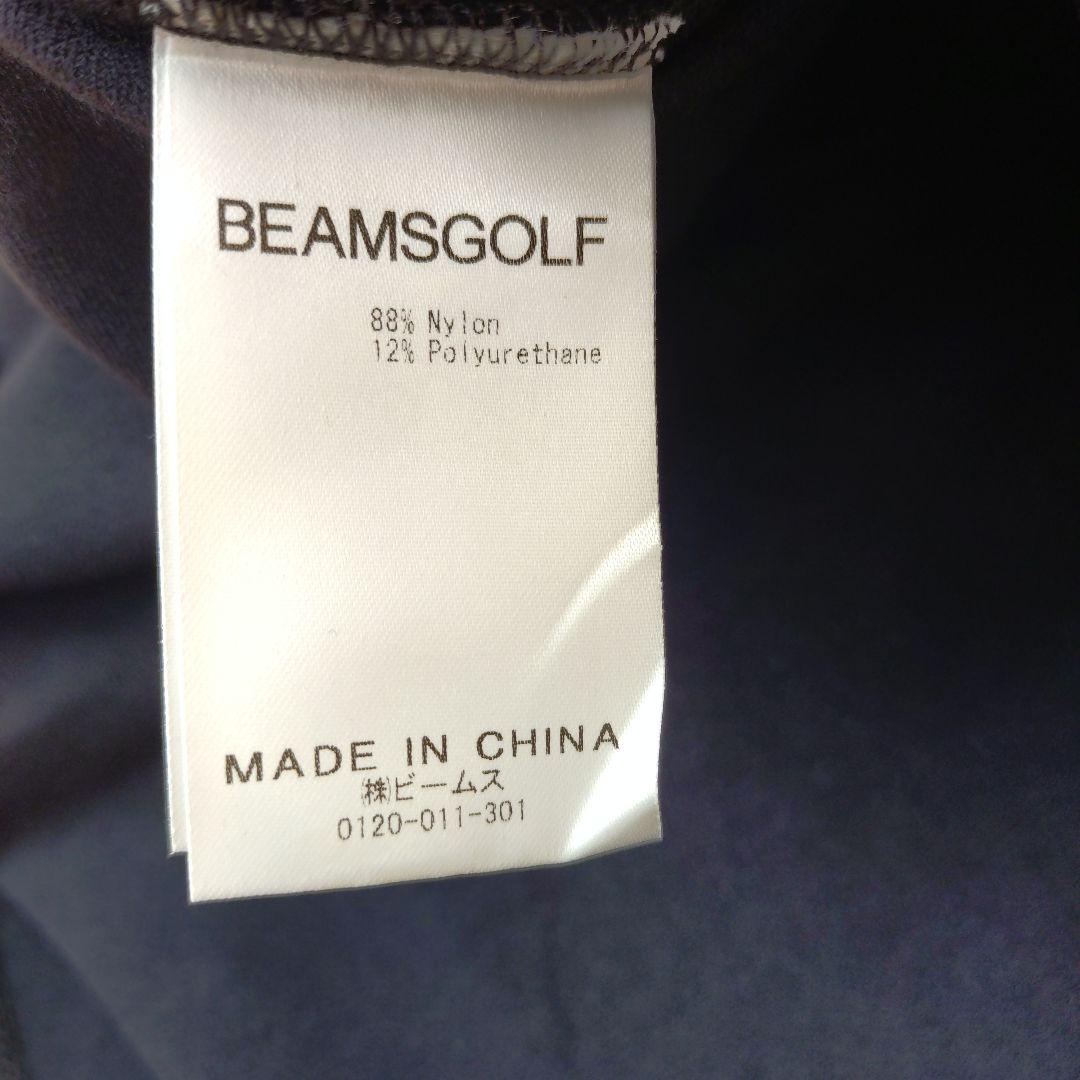 BEAMSGOLF
88% Nylon
12% Polyurethane
MADE IN CHINA
㈱ビームス
0120-011-301